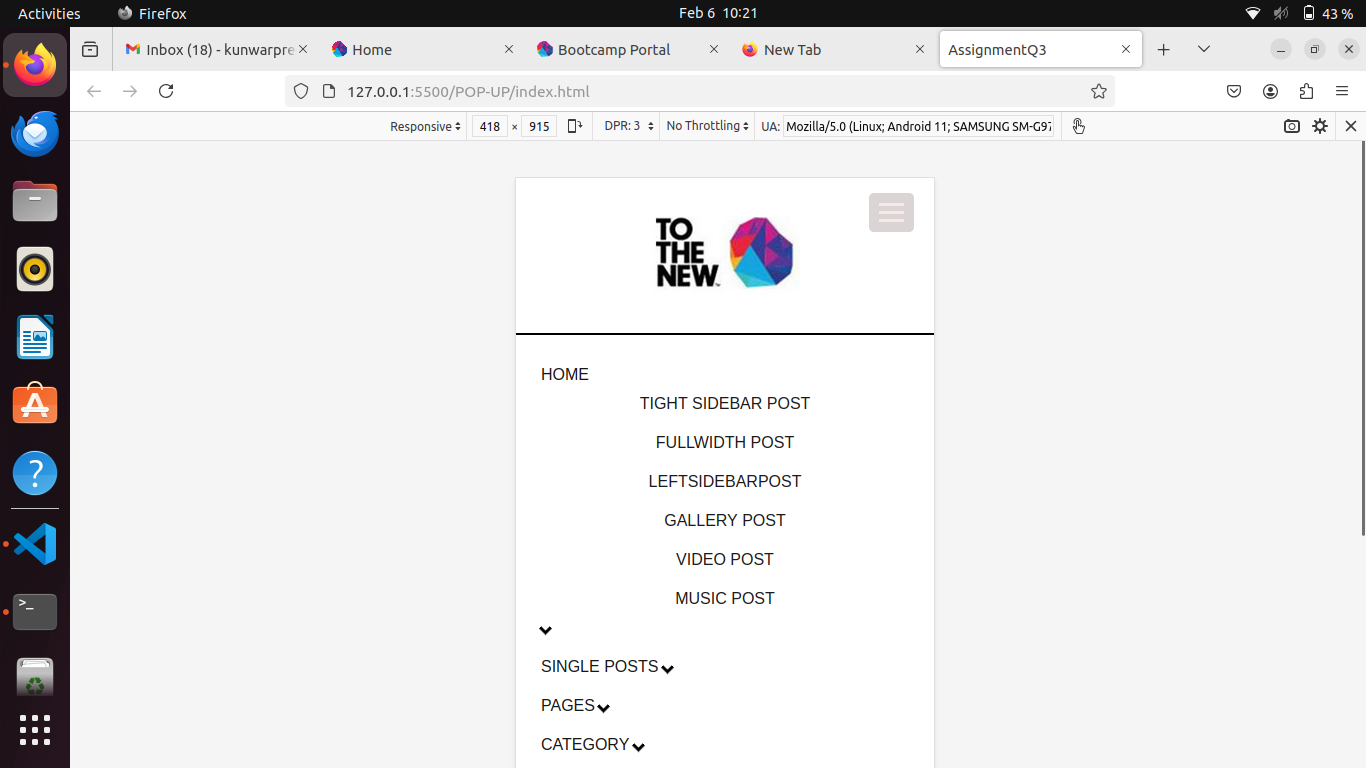 Activities
Firefox
Feb 6 10:21
43 %
Inbox (18) - kunwarpre
Home
Bootcamp Portal
New Tab
AssignmentQ3
127.0.0.1:5500/POP-UP/index.html
Responsive
418 × 915
DPR: 3
No Throttling
UA: Mozilla/5.0 (Linux; Android 11; SAMSUNG SM-G97
TO
THE
NEW™
HOME
TIGHT SIDEBAR POST
FULLWIDTH POST
LEFTSIDEBARPOST
GALLERY POST
VIDEO POST
MUSIC POST
SINGLE POSTS
PAGES
CATEGORY